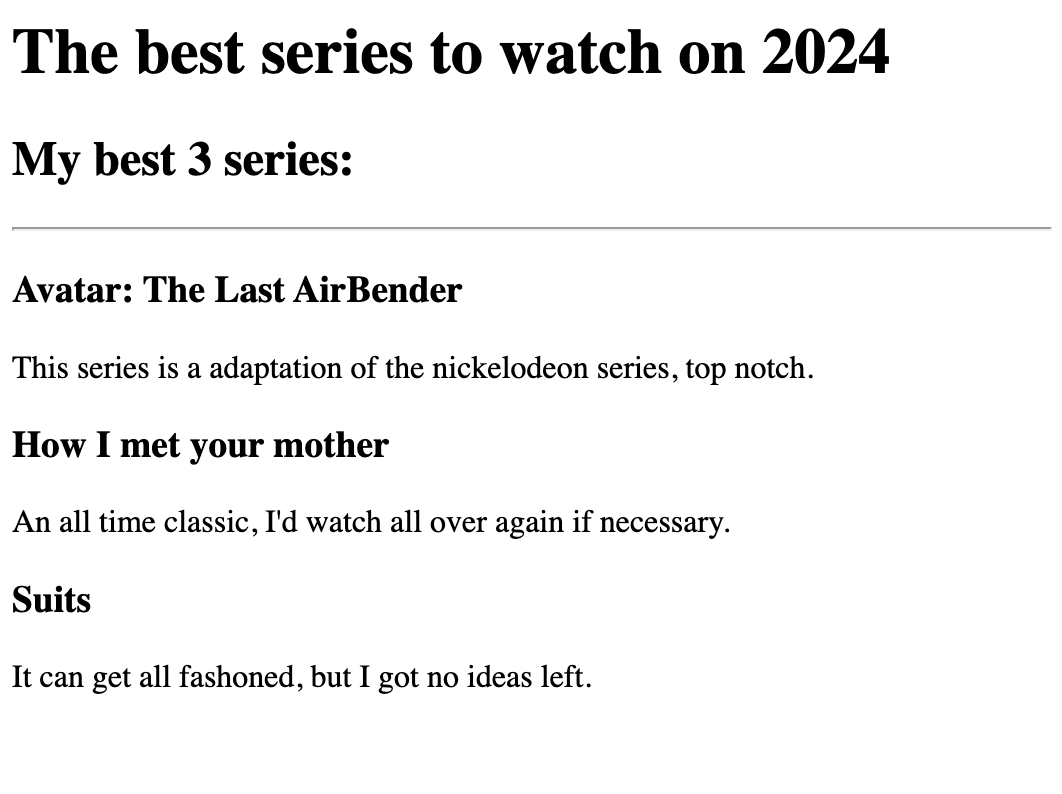 The best series to watch on 2024
My best 3 series:
Avatar: The Last AirBender
This series is a adaptation of the nickelodeon series, top notch.
How I met your mother
An all time classic, I'd watch all over again if necessary.
Suits
It can get all fashoned, but I got no ideas left.